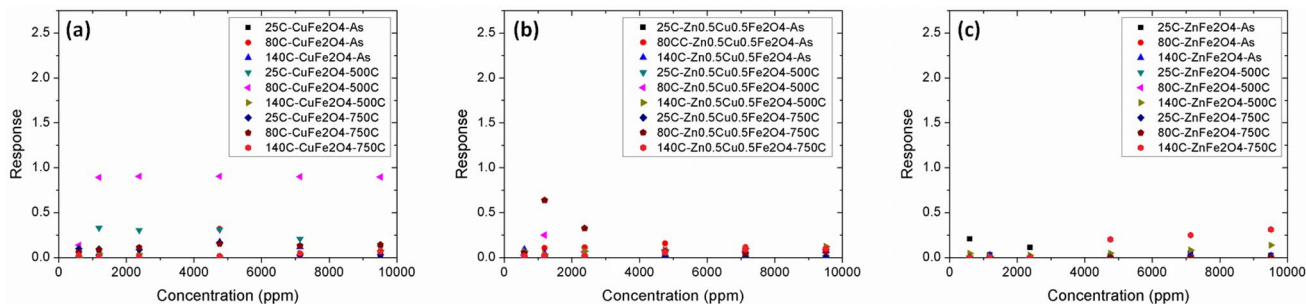 (a)
25C-CuFe2O4-As
80C-CuFe2O4-As
140C-CuFe2O4-As
25C-CuFe2O4-500C
80C-CuFe2O4-500C
140C-CuFe2O4-500C
25C-CuFe2O4-750C
80C-CuFe2O4-750C
140C-CuFe2O4-750C
2.5
2.0
1.5
1.0
0.5
0.0
Response
0 2000 4000 6000 8000 10000
Concentration (ppm)
(b)
25C-Zn0.5Cu0.5Fe2O4-As
80CC-Zn0.5Cu0.5Fe2O4-As
140C-Zn0.5Cu0.5Fe2O4-As
25C-Zn0.5Cu0.5Fe2O4-500C
80C-Zn0.5Cu0.5Fe2O4-500C
140C-Zn0.5Cu0.5Fe2O4-500C
25C-Zn0.5Cu0.5Fe2O4-750C
80C-Zn0.5Cu0.5Fe2O4-750C
140C-Zn0.5Cu0.5Fe2O4-750C
2.5
2.0
1.5
1.0
0.5
0.0
Response
0 2000 4000 6000 8000 10000
Concentration (ppm)
(c)
25C-ZnFe2O4-As
80C-ZnFe2O4-As
140C-ZnFe2O4-As
25C-ZnFe2O4-500C
80C-ZnFe2O4-500C
140C-ZnFe2O4-500C
25C-ZnFe2O4-750C
80C-ZnFe2O4-750C
140C-ZnFe2O4-750C
2.5
2.0
1.5
1.0
0.5
0.0
Response
0 2000 4000 6000 8000 10000
Concentration (ppm)